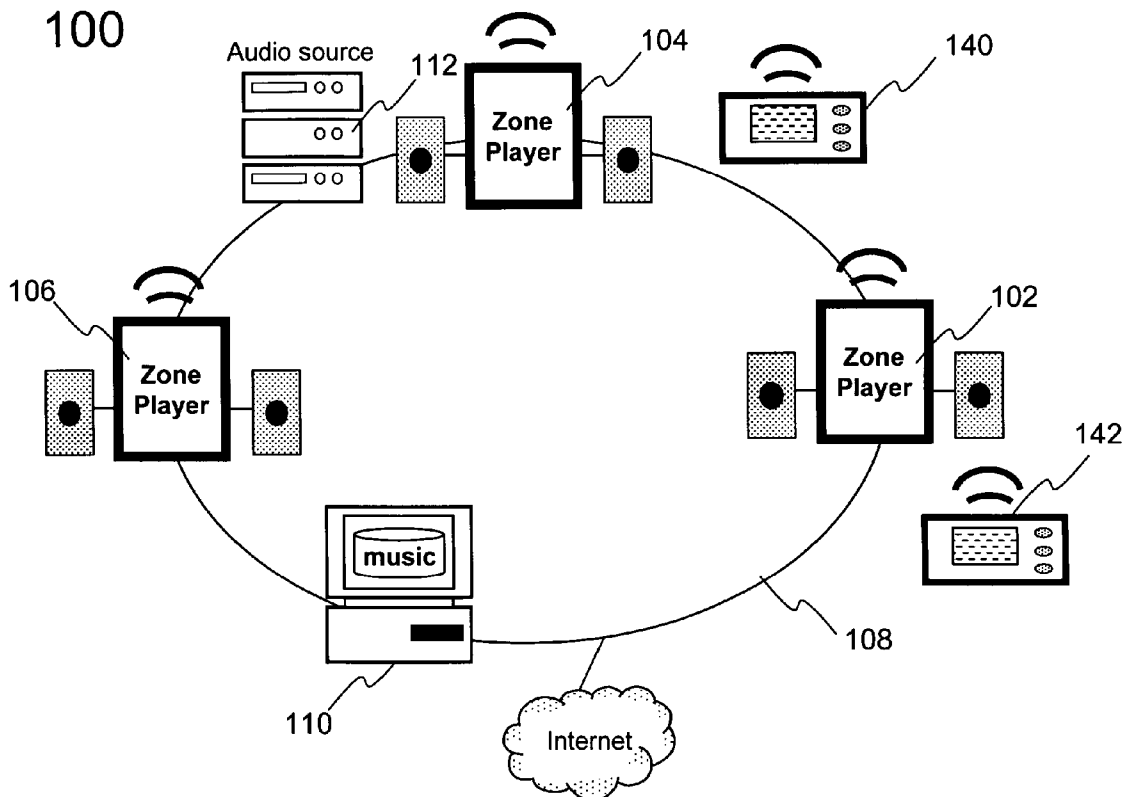 100
Audio source
112
104
140
Zone
Player
106
Zone
Player
102
Zone
Player
142
music
108
110
Internet